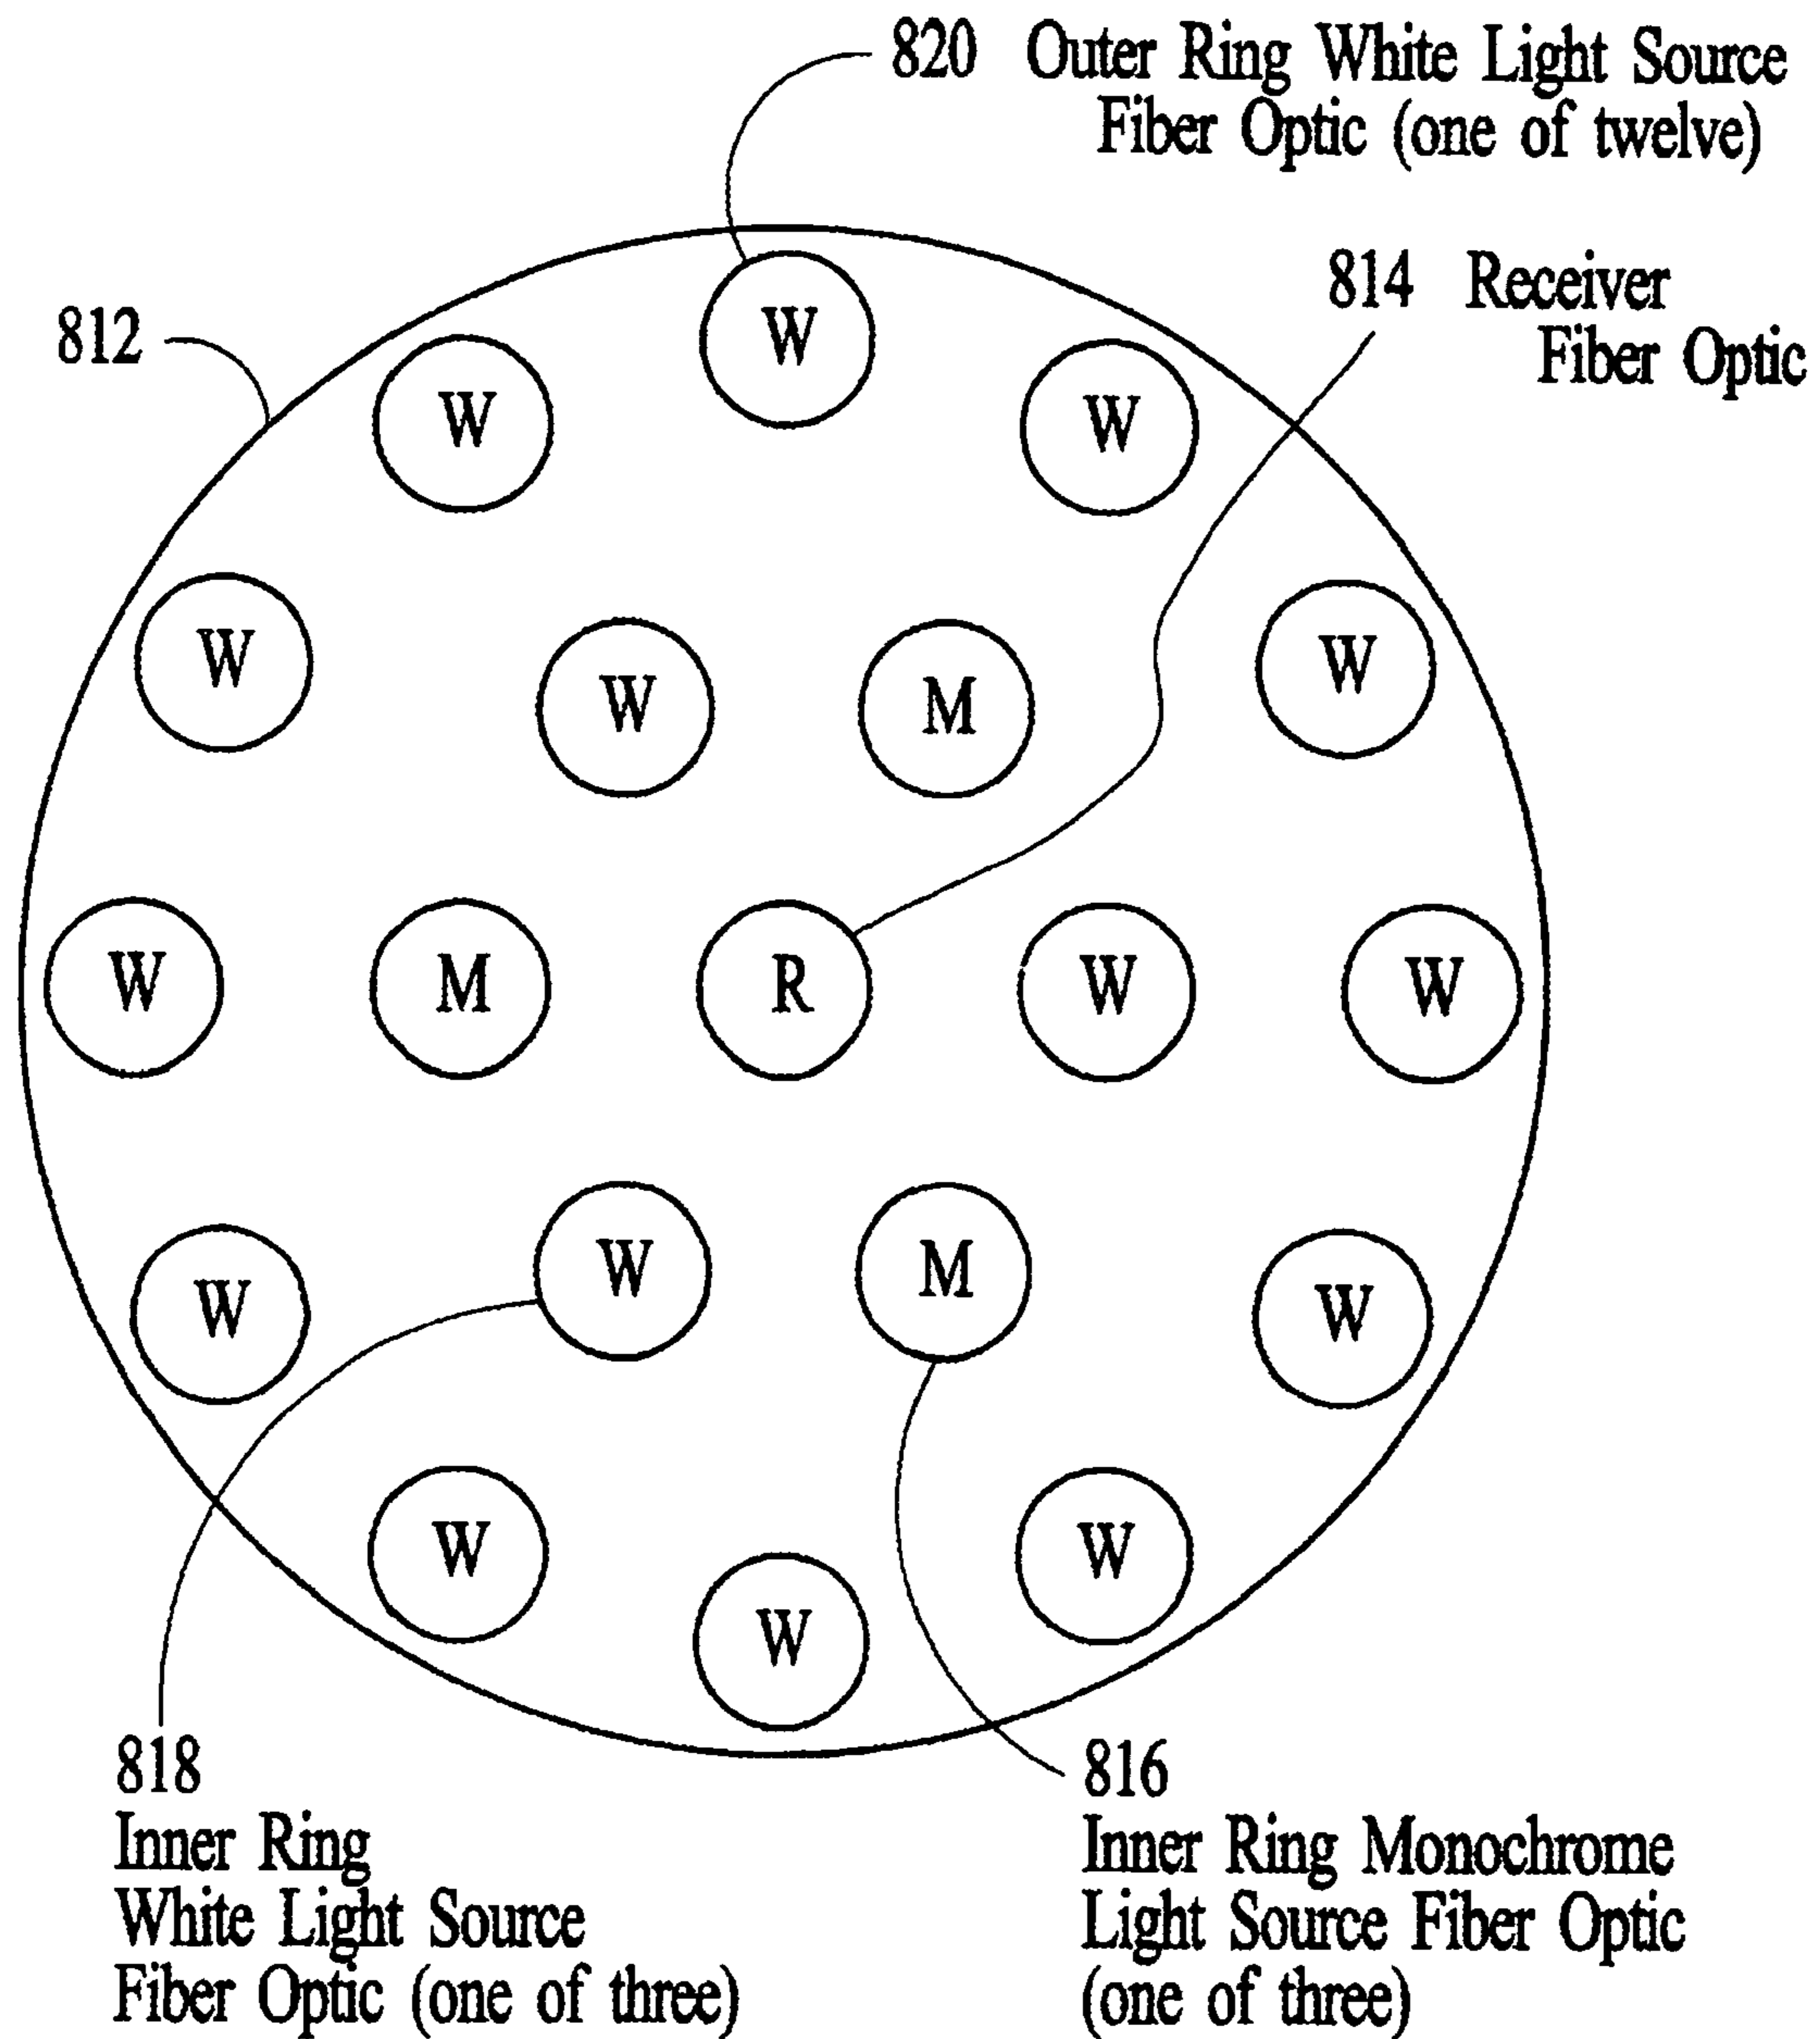 820 Outer Ring White Light Source
Fiber Optic (one of twelve)
814 Receiver
Fiber Optic
812
W
W
W
W
W
W
M
W
M
R
W
W
W
W
M
W
W
W
W
818
Inner Ring
White Light Source
Fiber Optic (one of three)
816
Inner Ring Monochrome
Light Source Fiber Optic
(one of three)